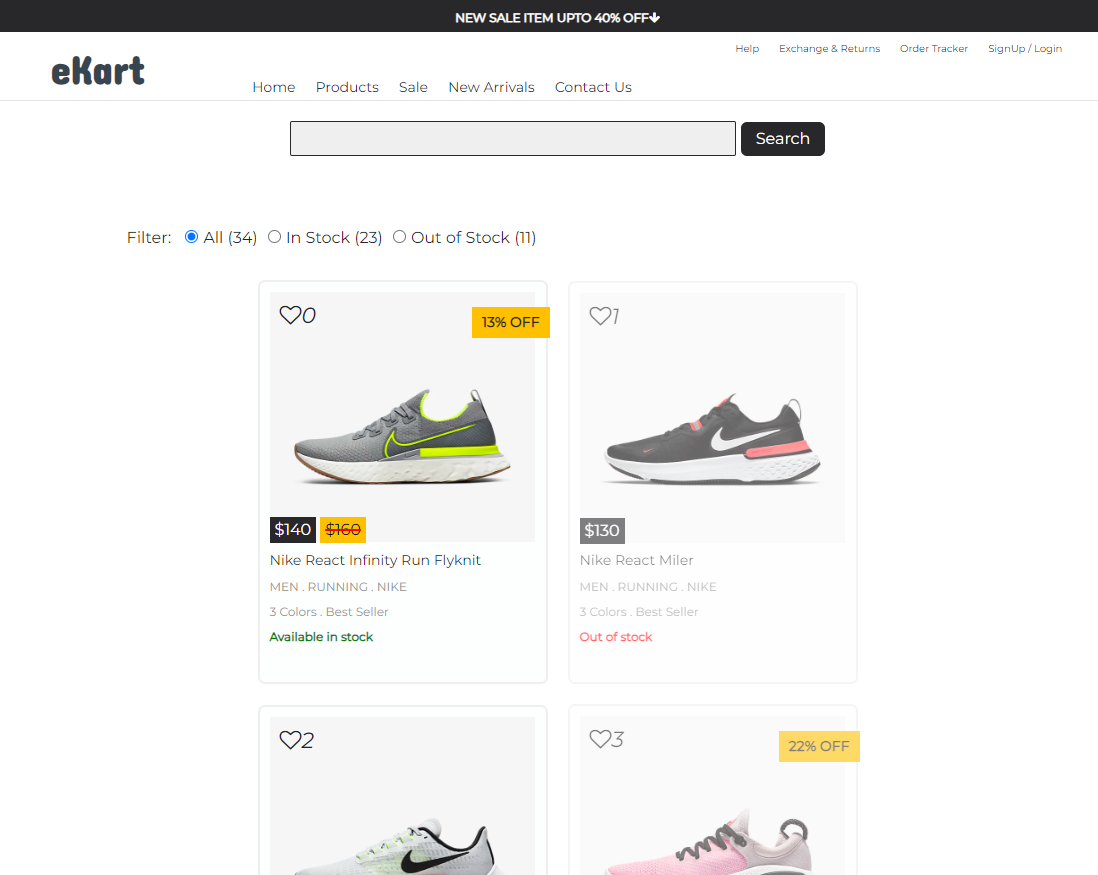 NEW SALE ITEM UPTO 40% OFF
Help Exchange & Returns Order Tracker SignUp / Login
eKart
Home Products Sale New Arrivals Contact Us
Search
Filter: All (34) In Stock (23) Out of Stock (11)
0
13% OFF
$140 $160
Nike React Infinity Run Flyknit
MEN . RUNNING . NIKE
3 Colors . Best Seller
Available in stock
1
$130
Nike React Miler
MEN . RUNNING . NIKE
3 Colors . Best Seller
Out of stock
2
3
22% OFF